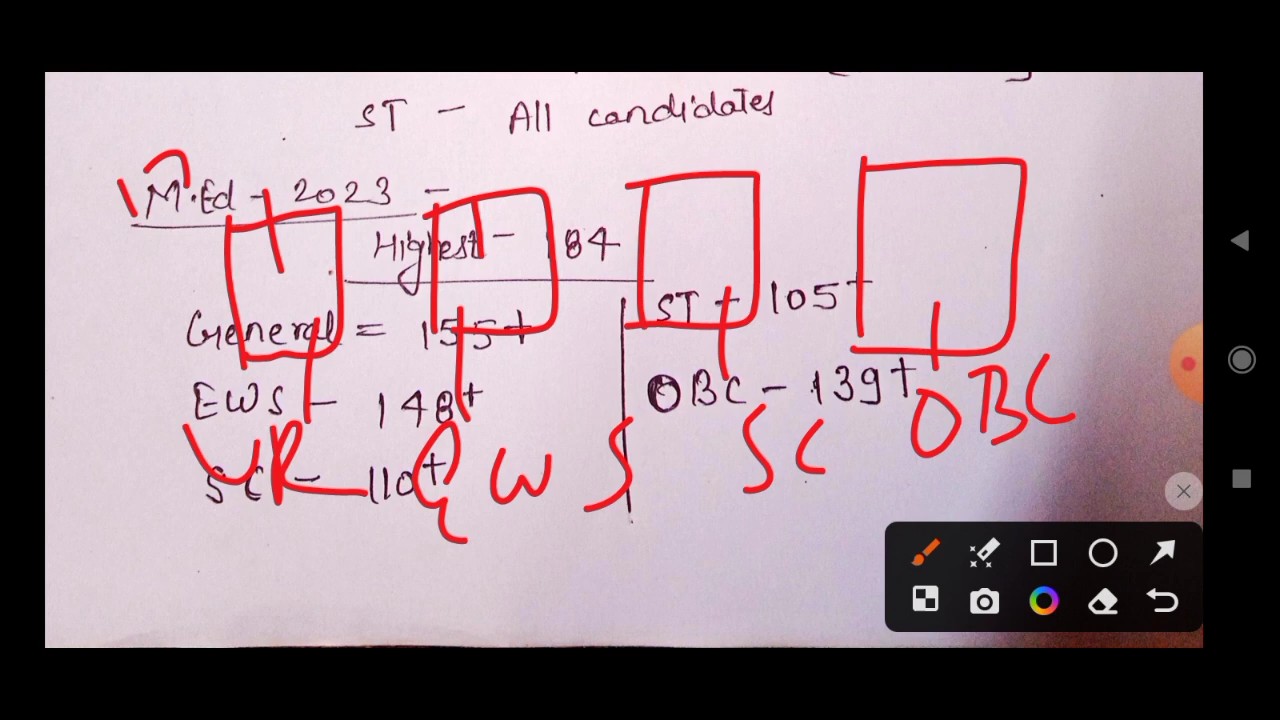 ST - All candidates
M.Ed - 2023 -
Highest - 184
General = 155+
EWS - 148+
SC - 110+
ST - 105+
OBC - 139+
UR EWS SC OBC